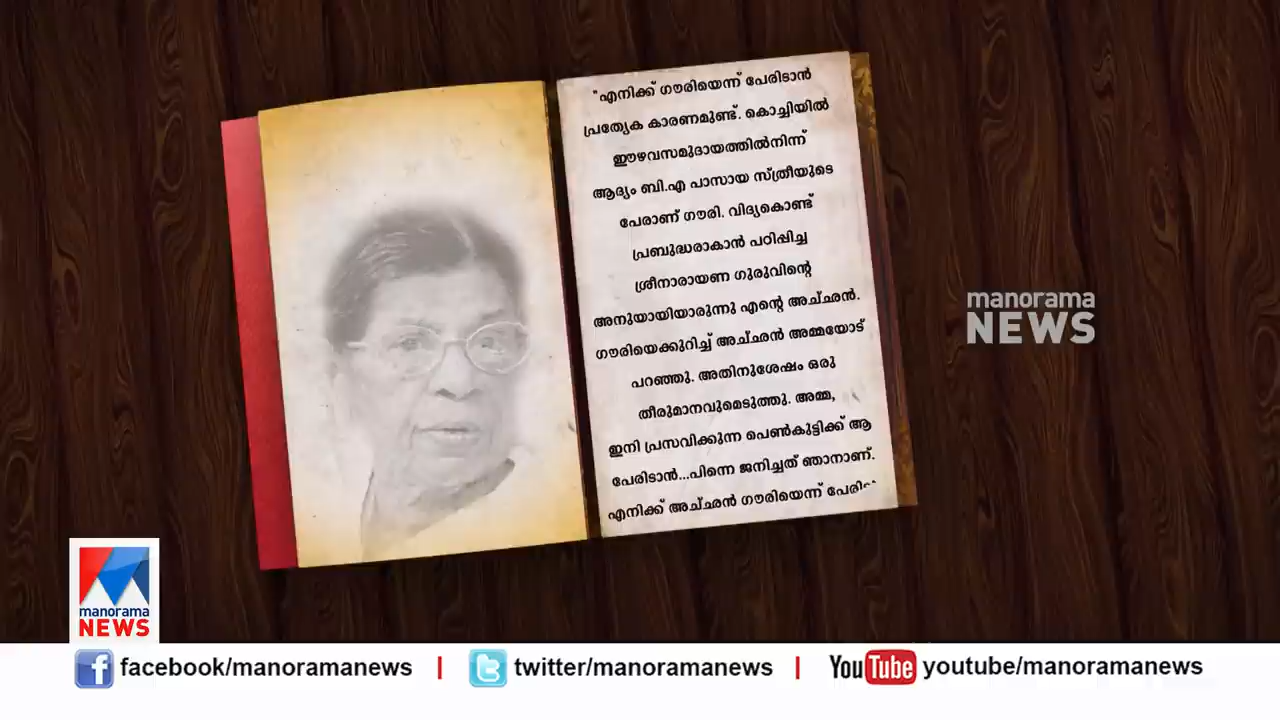 "എനിക്ക് ഗൗരിയെന്ന് പേരിടാൻ
പ്രത്യേക കാരണമുണ്ട്. കൊച്ചിയിൽ
ഈഴവസമുദായത്തിൽനിന്ന്
ആദ്യം ബി.എ പാസായ സ്ത്രീയുടെ
പേരാണ് ഗൗരി. വിദ്യകൊണ്ട്
പ്രബുദ്ധരാകാൻ പഠിപ്പിച്ച
ശ്രീനാരായണ ഗുരുവിന്റെ
അനുയായിയാരുന്നു എന്റെ അച്ഛൻ.
ഗൗരിയെക്കുറിച്ച് അച്ഛൻ അമ്മയോട്
പറഞ്ഞു. അതിനുശേഷം ഒരു
തീരുമാനവുമെടുത്തു. അമ്മ,
ഇനി പ്രസവിക്കുന്ന പെൺകുട്ടിക്ക് ആ
പേരിടാൻ...പിന്നെ ജനിച്ചത് ഞാനാണ്.
എനിക്ക് അച്ഛൻ ഗൗരിയെന്ന്
manorama
NEWS
manorama
NEWS
facebook/manoramanews | twitter/manoramanews | YouTube youtube/manoramanews